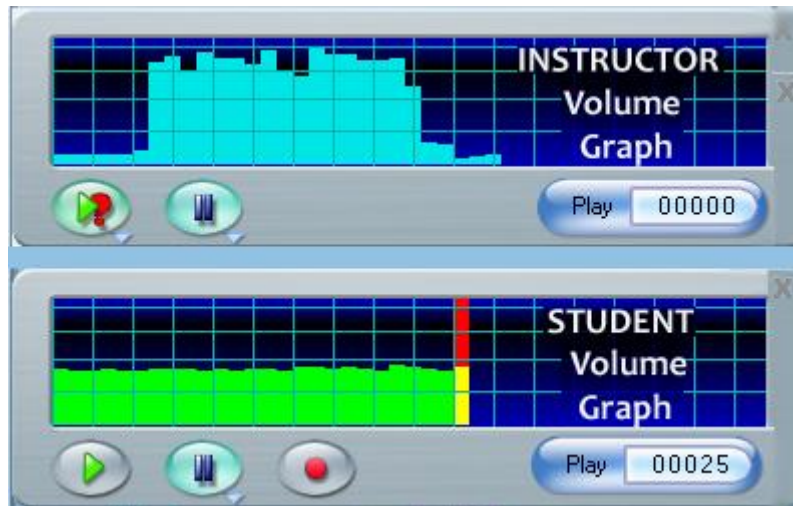 INSTRUCTOR
Volume
Graph
Play 00000
STUDENT
Volume
Graph
Play 00025